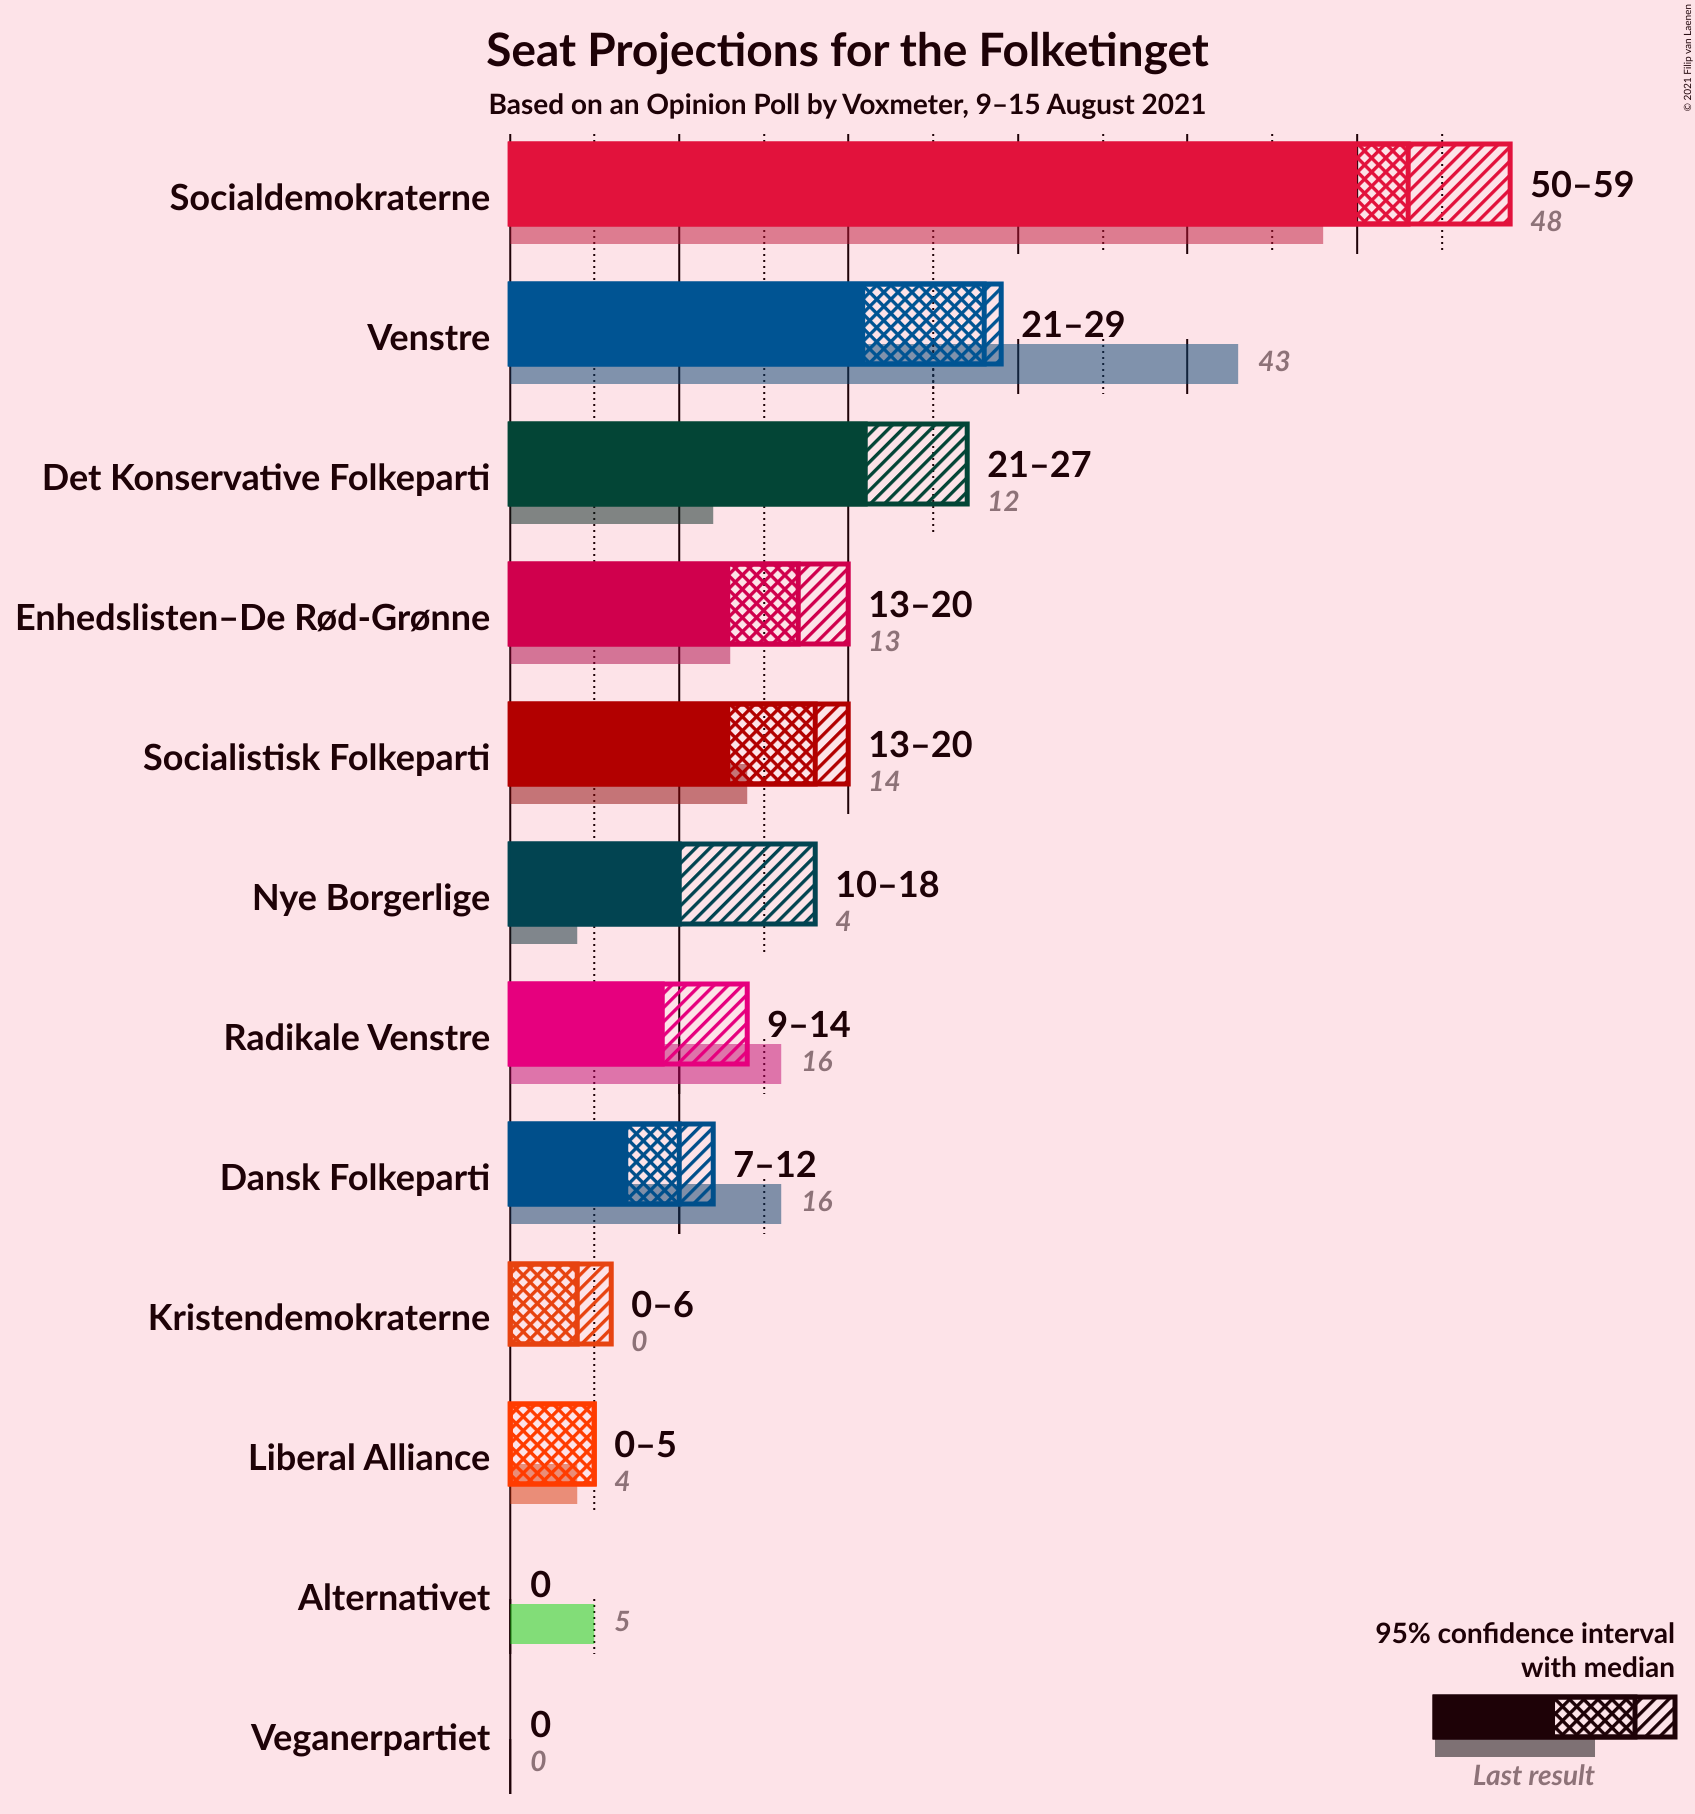 Seat Projections for the Folketinget
Based on an Opinion Poll by Voxmeter, 9–15 August 2021
© 2021 Filip van Laenen
Socialdemokraterne
50–59
48
Venstre
21–29
43
Det Konservative Folkeparti
21–27
12
Enhedslisten–De Rød-Grønne
13–20
13
Socialistisk Folkeparti
13–20
14
Nye Borgerlige
10–18
4
Radikale Venstre
9–14
16
Dansk Folkeparti
7–12
16
Kristendemokraterne
0–6
0
Liberal Alliance
0–5
4
Alternativet
0
5
Veganerpartiet
0
0
95% confidence interval
with median
Last result